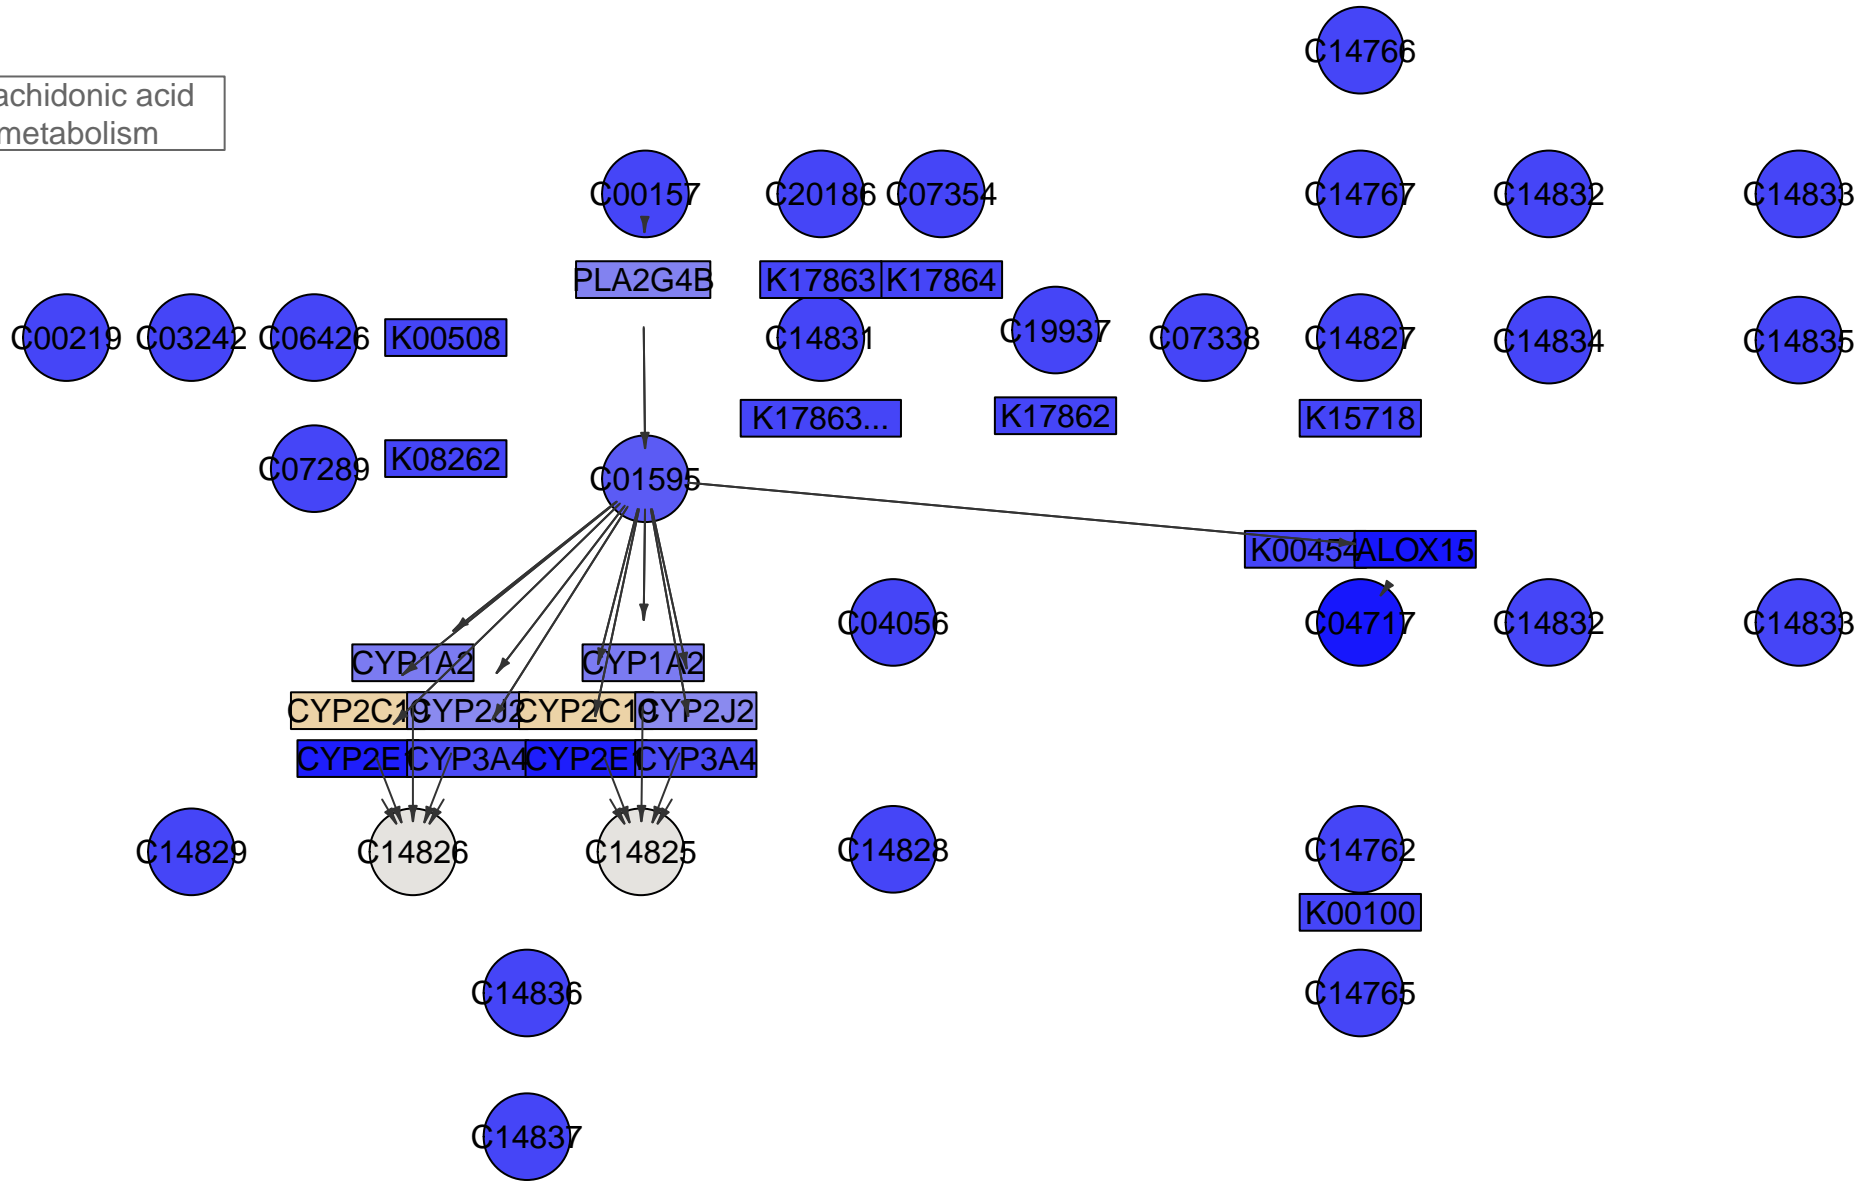 C14766
achidonic acid
metabolism
C00157
C20186
C07354
C14767
C14832
C14833
PLA2G4B
K17863
K17864
C00219
C03242
C06426
K00508
C14831
C19937
C07338
C14827
C14834
C14835
K17863...
K17862
K15718
C07289
K08262
C01595
K00454
ALOX15
C04056
C04717
C14832
C14833
CYP1A2
CYP1A2
CYP2C19
CYP2J2
CYP2C19
CYP2J2
CYP2E1
CYP3A4
CYP2E1
CYP3A4
C14829
C14826
C14825
C14828
C14762
K00100
C14836
C14765
C14837